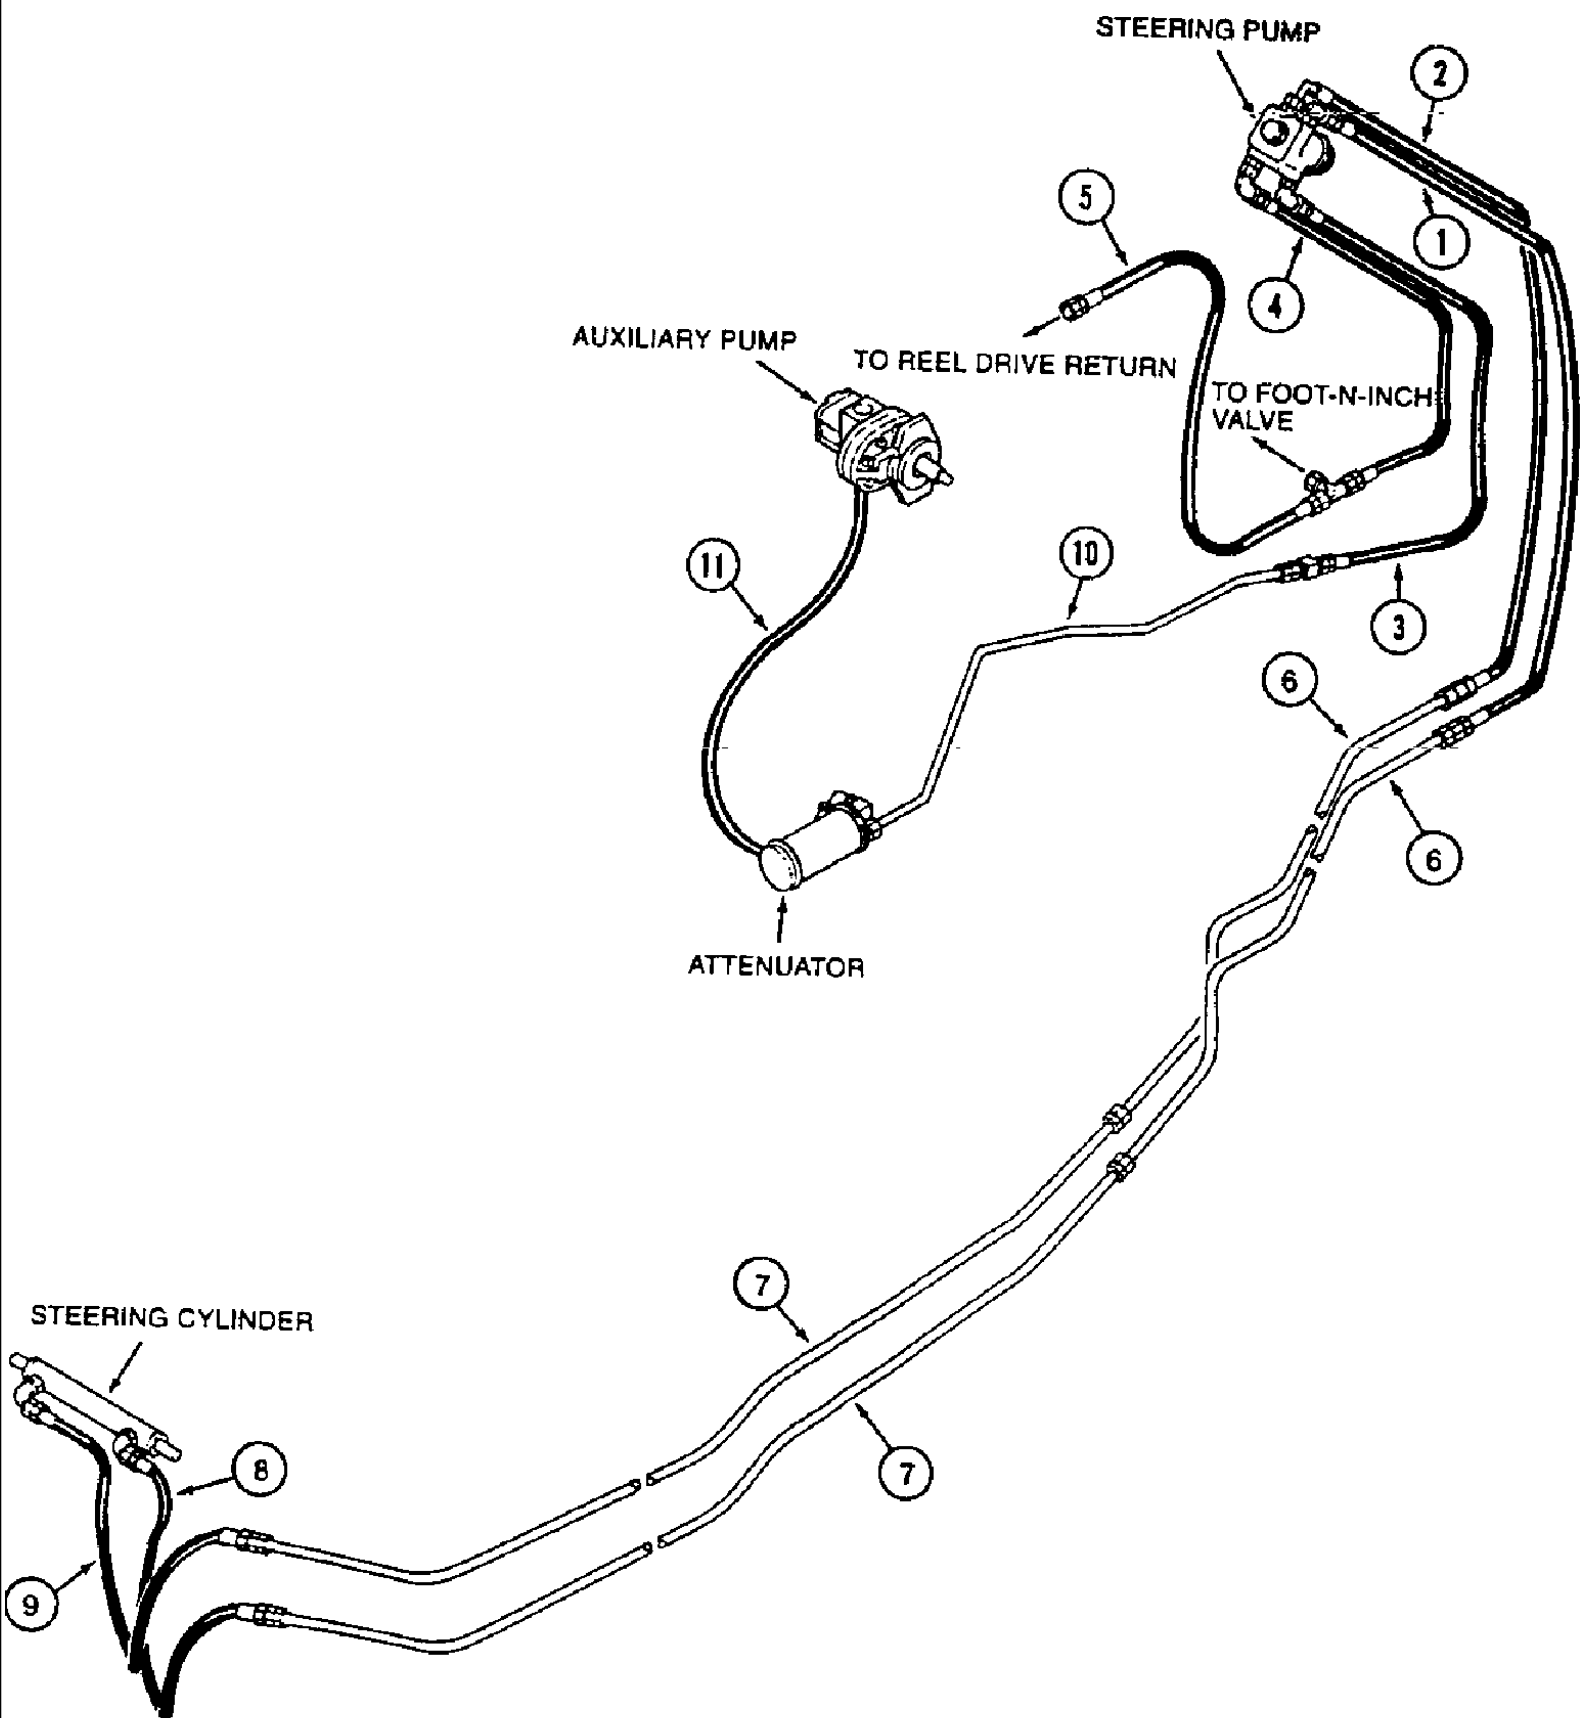 STEERING PUMP
2
5
1
4
AUXILIARY PUMP
TO REEL DRIVE RETURN
TO FOOT-N-INCH
VALVE
11
10
3
6
6
ATTENUATOR
7
STEERING CYLINDER
8
7
9